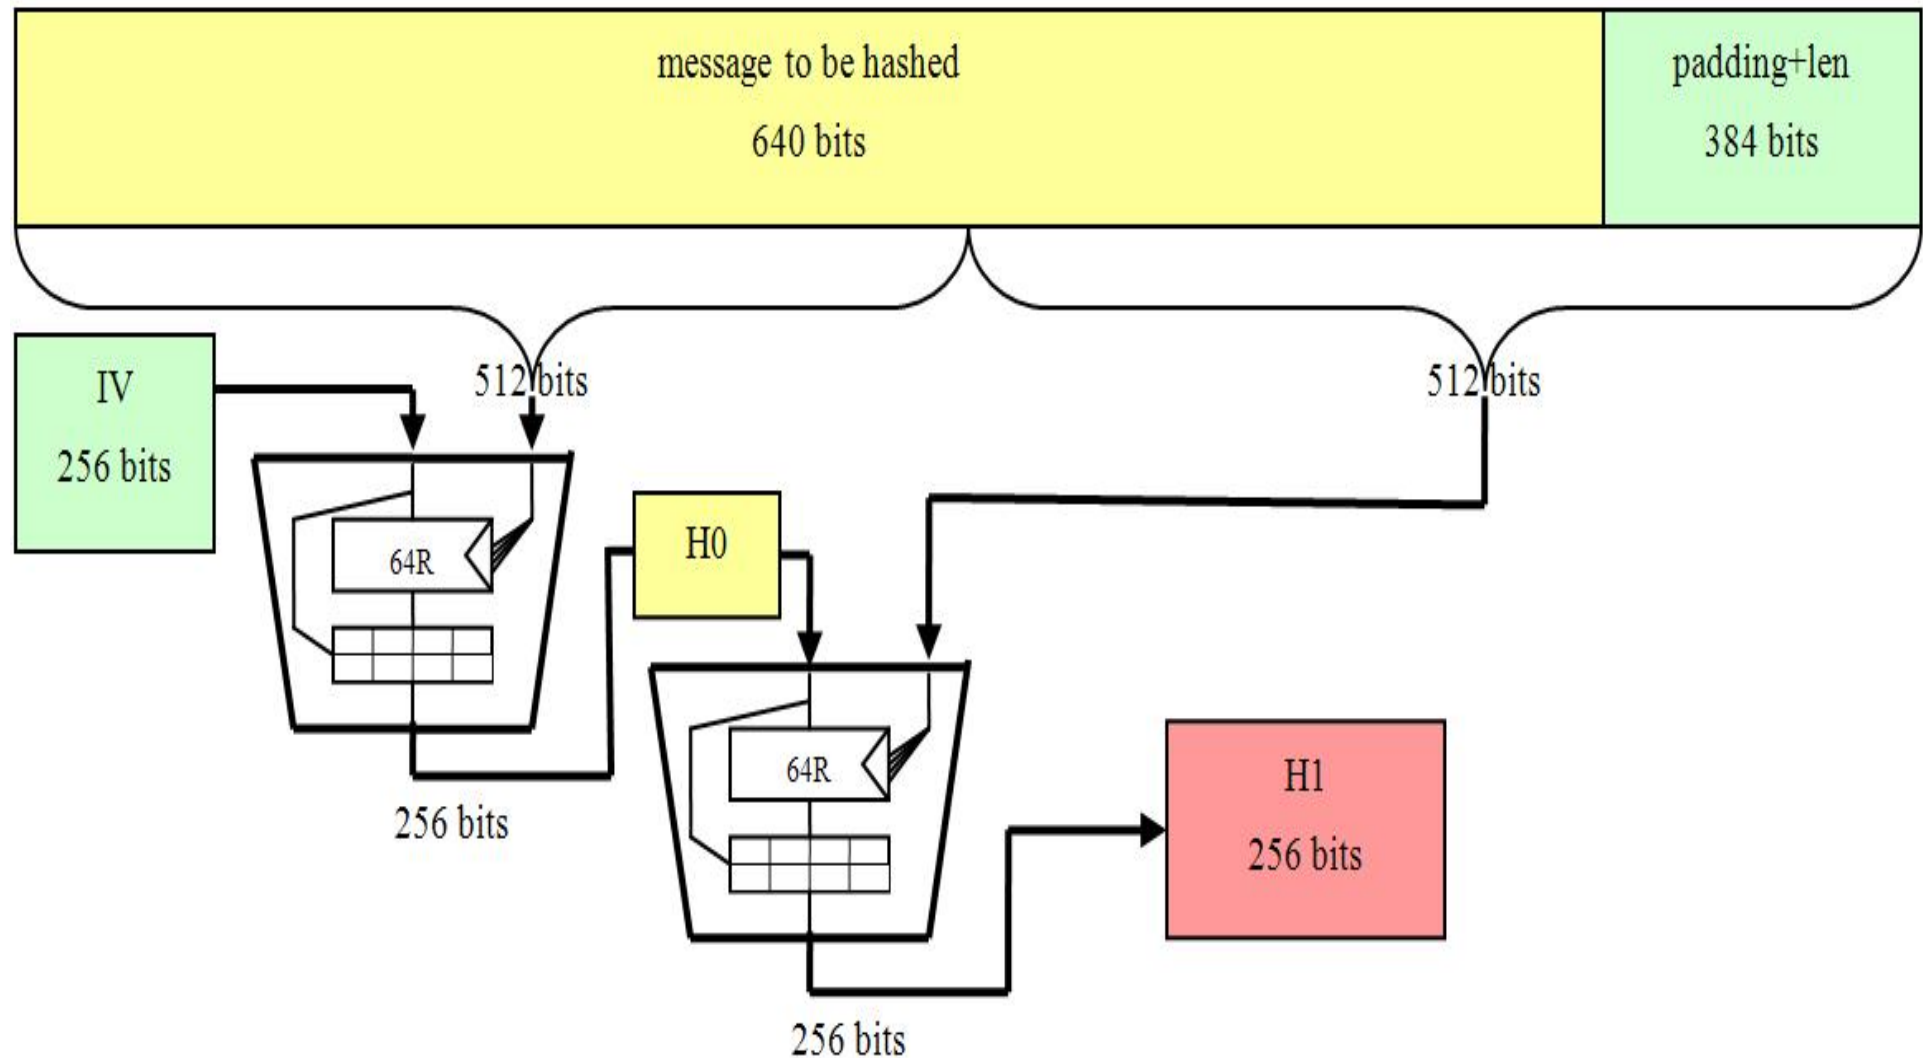 message to be hashed
640 bits
padding+len
384 bits
IV
256 bits
512 bits
512 bits
64R
256 bits
H0
64R
256 bits
H1
256 bits